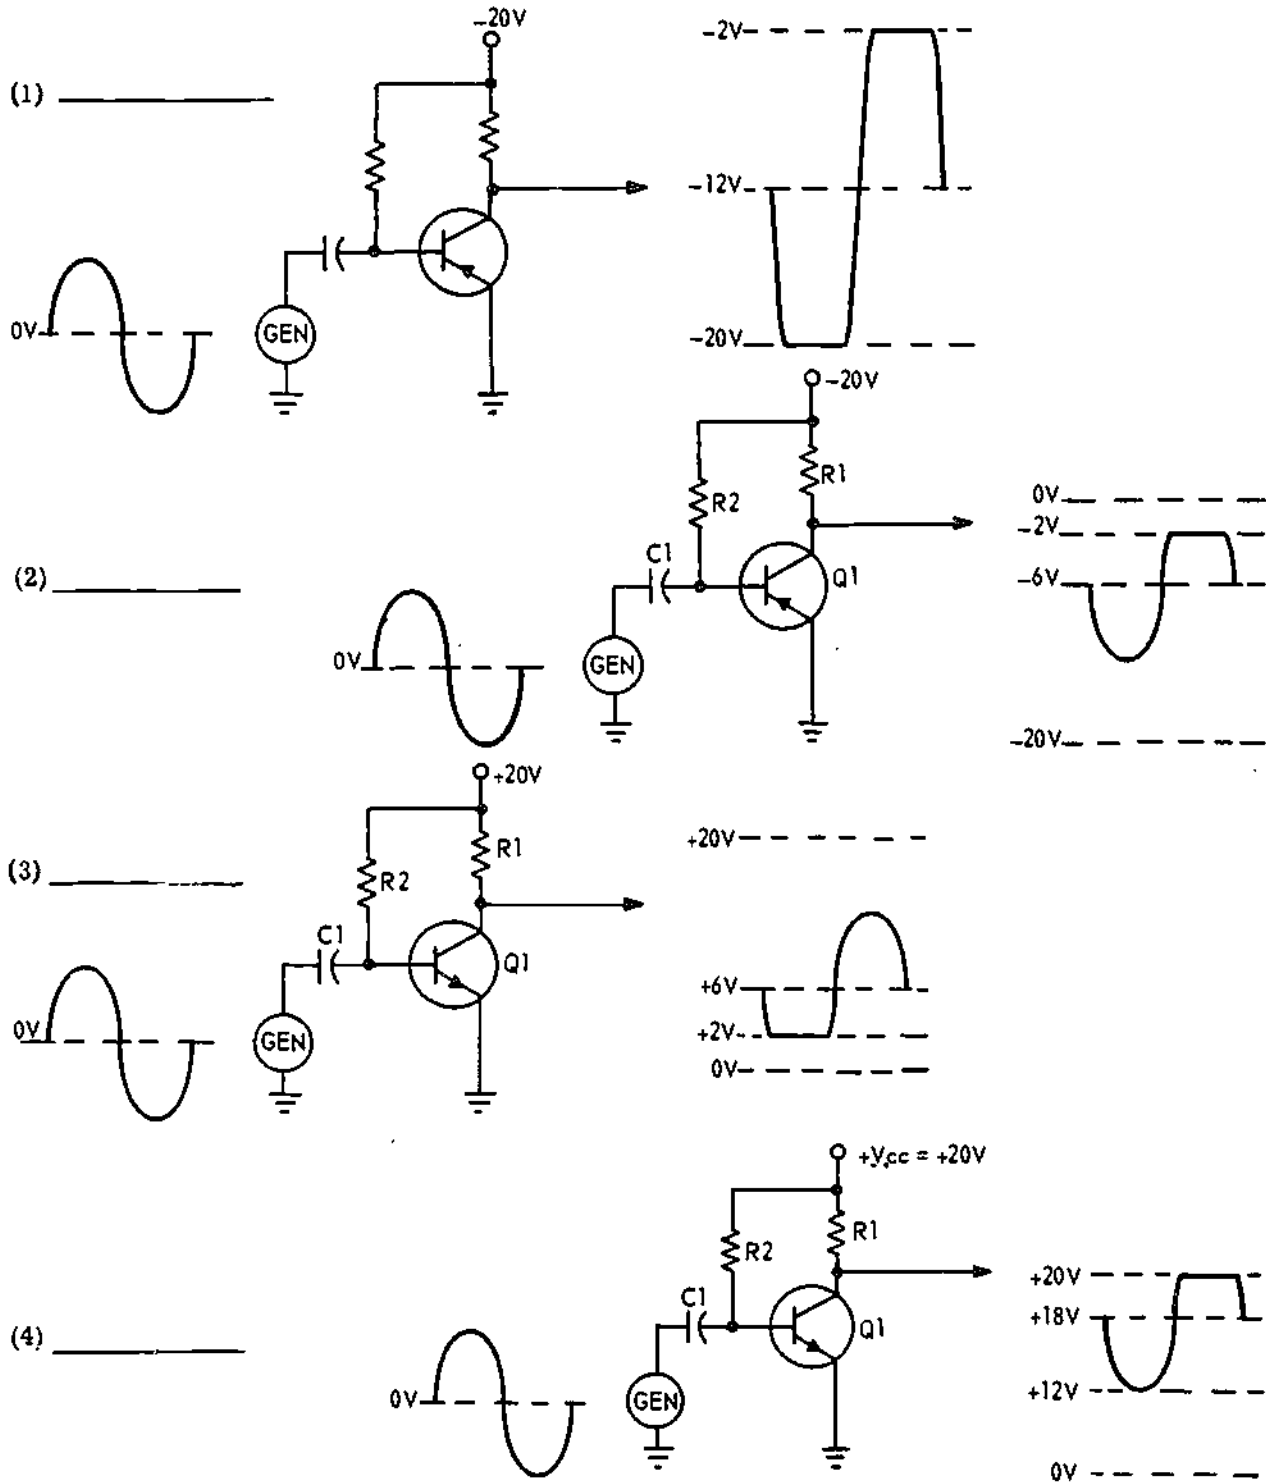 -20V
(1)
0V
GEN
-2V
-12V
-20V
-20V
R1
R2
C1
Q1
(2)
0V
GEN
0V
-2V
-6V
-20V
+20V
R1
R2
(3)
C1
Q1
0V
GEN
+20V
+6V
+2V
0V
+Vcc = +20V
R1
R2
C1
Q1
(4)
0V
GEN
+20V
+18V
+12V
0V